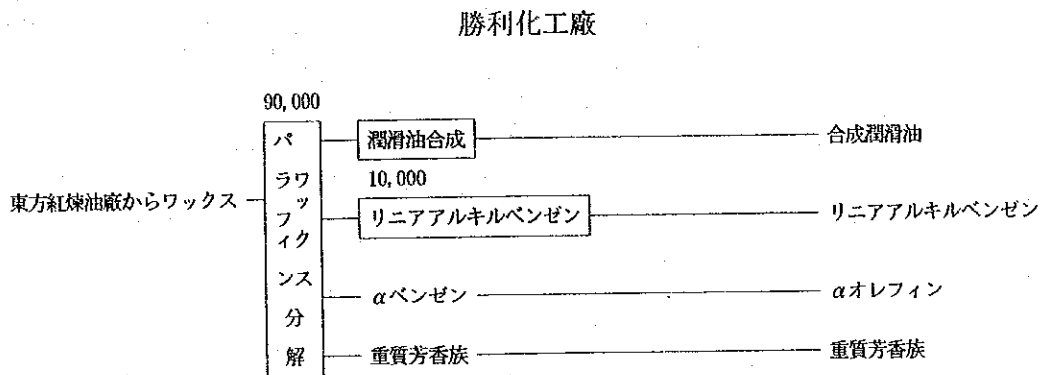 勝利化工廠
90,000
パラフィンワックス分解
潤滑油合成
合成潤滑油
10,000
東方紅煉油廠からワックス
リニアアルキルベンゼン
リニアアルキルベンゼン
αベンゼン
αオレフィン
重質芳香族
重質芳香族